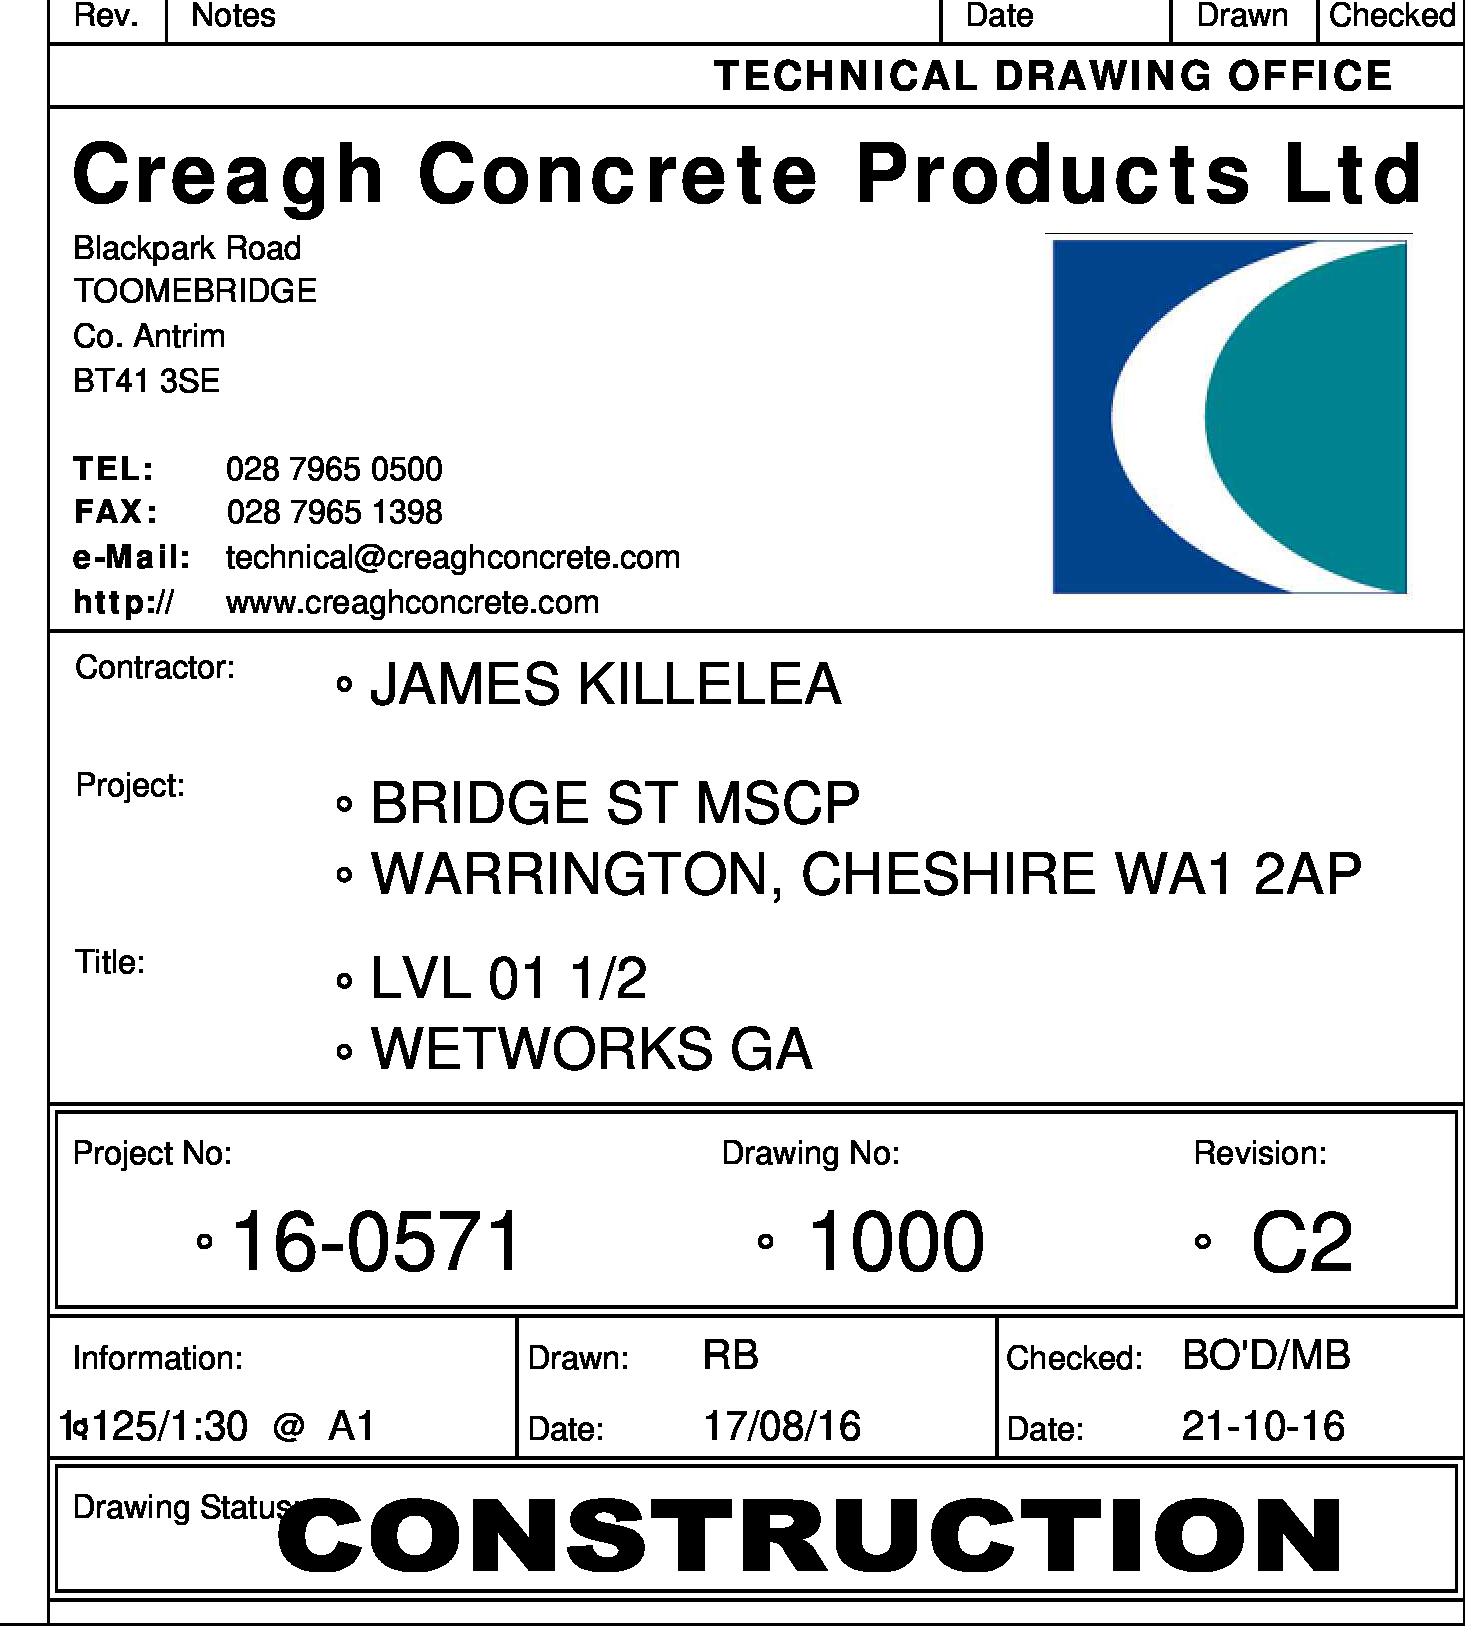 Rev. Notes Date Drawn Checked
TECHNICAL DRAWING OFFICE
Creagh Concrete Products Ltd
Blackpark Road
TOOMEBRIDGE
Co. Antrim
BT41 3SE
TEL: 028 7965 0500
FAX: 028 7965 1398
e-Mail: technical@creaghconcrete.com
http:// www.creaghconcrete.com
Contractor: JAMES KILLELEA
Project: BRIDGE ST MSCP
WARRINGTON, CHESHIRE WA1 2AP
Title: LVL 01 1/2
WETWORKS GA
Project No: Drawing No: Revision:
16-0571 1000 C2
Information: Drawn: RB Checked: BO'D/MB
1:125/1:30 @ A1 Date: 17/08/16 Date: 21-10-16
Drawing Status: CONSTRUCTION